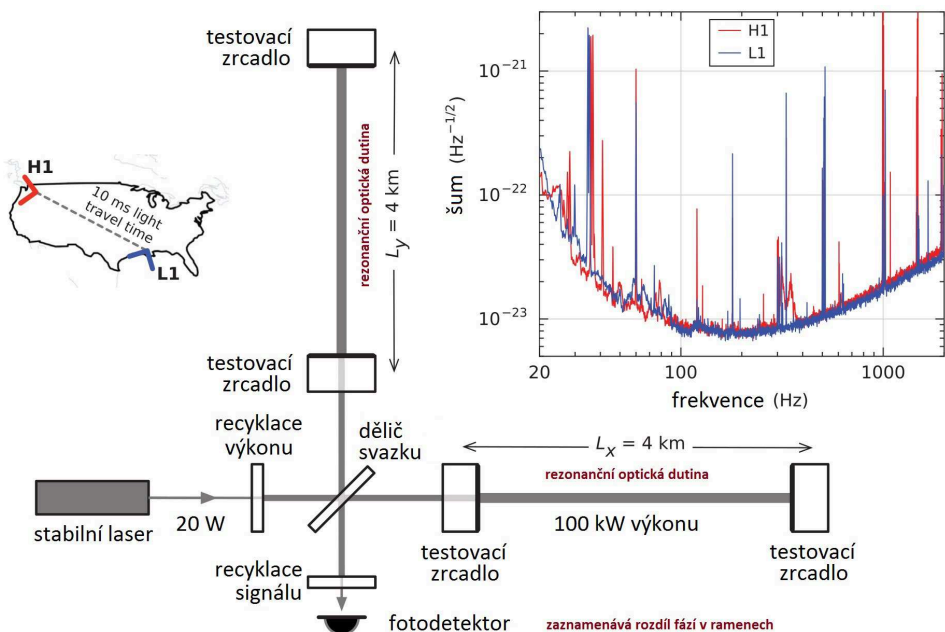 testovací
zrcadlo
rezonanční optická dutina
Ly = 4 km
H1
10 ms light
travel time
L1
H1
L1
šum (Hz−1/2)
10−21
10−22
10−23
20
100
1000
frekvence (Hz)
testovací
zrcadlo
recyklace
výkonu
dělič
svazku
Lx = 4 km
rezonanční optická dutina
stabilní laser
20 W
100 kW výkonu
testovací
zrcadlo
testovací
zrcadlo
recyklace
signálu
fotodetektor
zaznamenává rozdíl fází v ramenech